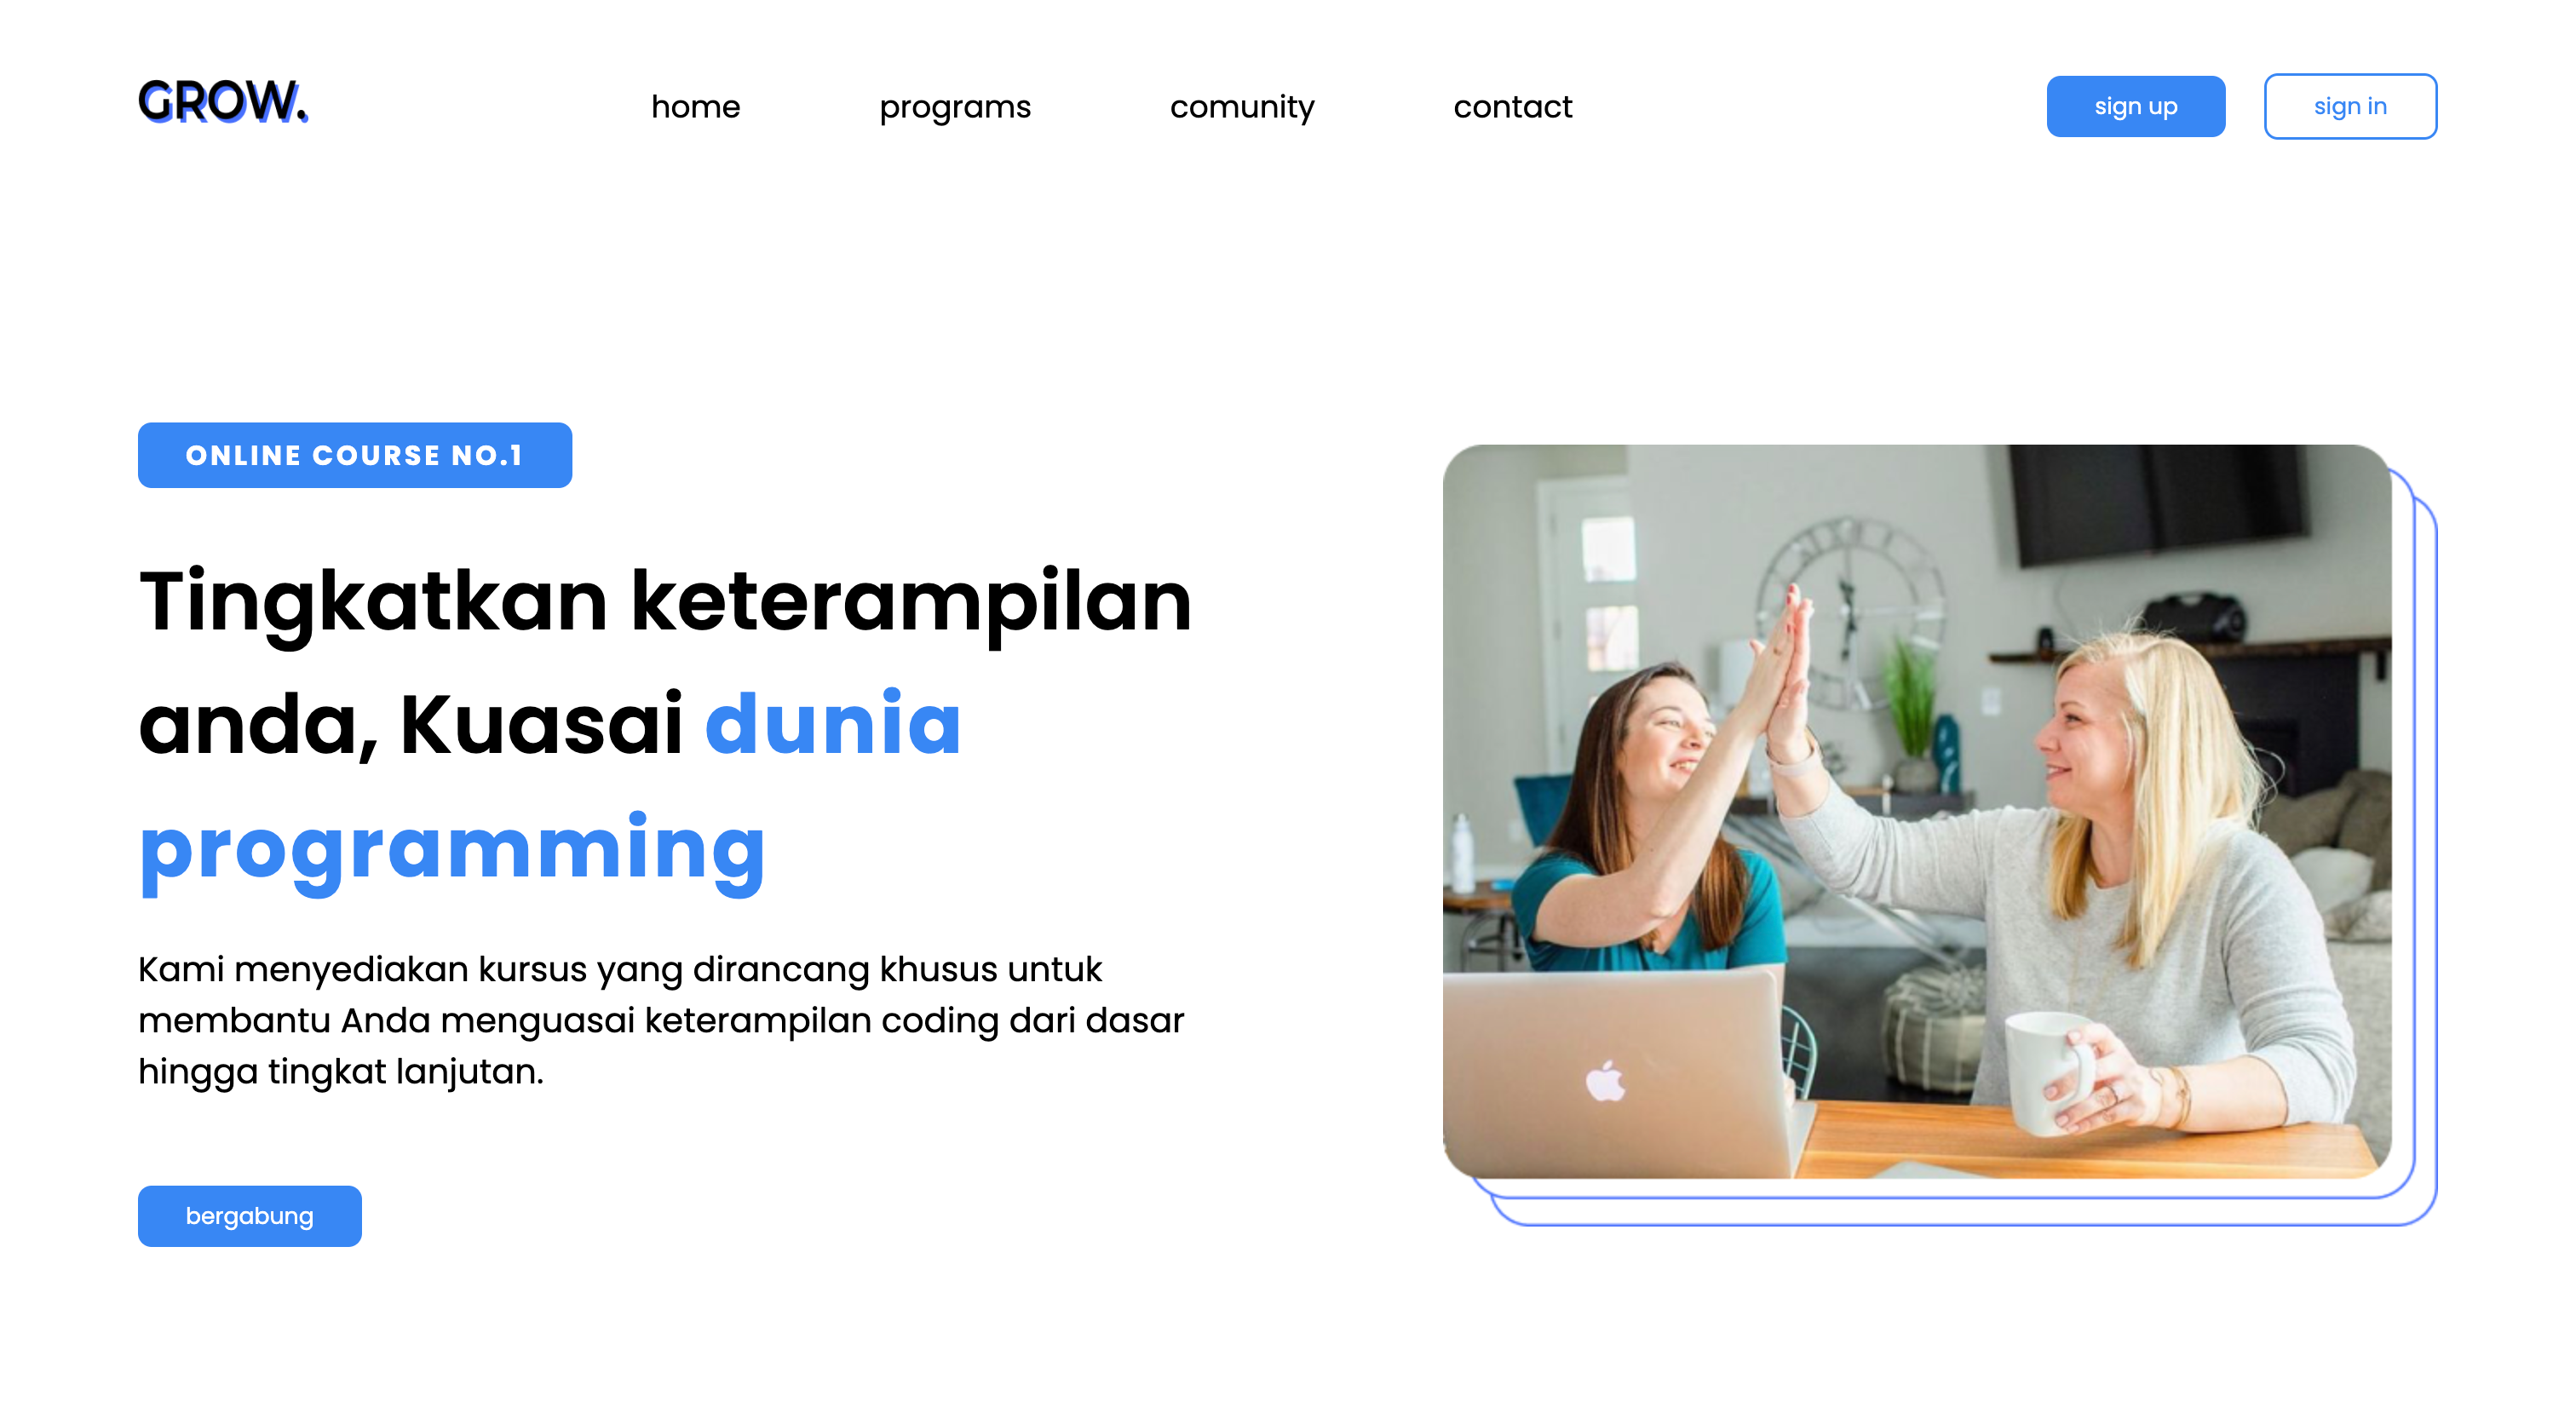 GROW.
home
programs
comunity
contact
sign up
sign in
ONLINE COURSE NO.1
Tingkatkan keterampilan
anda, Kuasai dunia
programming
Kami menyediakan kursus yang dirancang khusus untuk
membantu Anda menguasai keterampilan coding dari dasar
hingga tingkat lanjutan.
bergabung